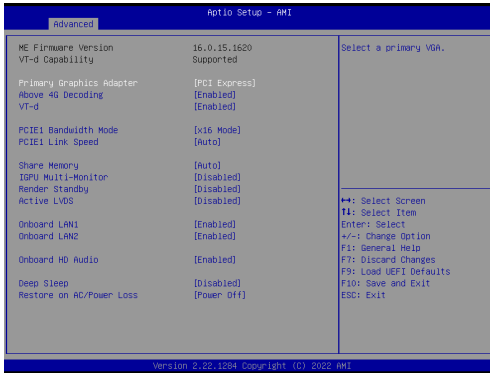 Aptio Setup – AMI
Advanced
ME Firmware Version 16.0.15.1620
VT-d Capability Supported
Primary Graphics Adapter [PCI Express]
Above 4G Decoding [Enabled]
VT-d [Enabled]
PCIE1 Bandwidth Mode [x16 Mode]
PCIE1 Link Speed [Auto]
Share Memory [Auto]
IGPU Multi-Monitor [Disabled]
Render Standby [Disabled]
Active LVDS [Disabled]
Onboard LAN1 [Enabled]
Onboard LAN2 [Enabled]
Onboard HD Audio [Enabled]
Deep Sleep [Disabled]
Restore on AC/Power Loss [Power Off]
Select a primary VGA.
↔: Select Screen
↑↓: Select Item
Enter: Select
+/-: Change Option
F1: General Help
F7: Discard Changes
F9: Load UEFI Defaults
F10: Save and Exit
ESC: Exit
Version 2.22.1284 Copyright (C) 2022 AMI